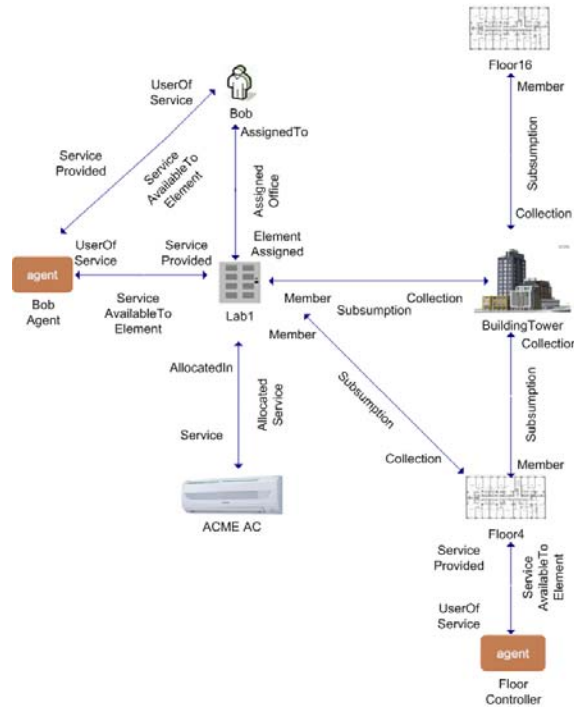 Floor16
Member
Subsumption
Collection
BuildingTower
Collection
Subsumption
Member
Floor4
Service
Provided
Service
AvailableTo
Element
UserOf
Service
agent
Floor
Controller
UserOf
Service
Bob
AssignedTo
Assigned
Office
Element
Assigned
Service
Provided
Service
AvailableTo
Element
agent
Bob
Agent
UserOf
Service
Service
Provided
Service
AvailableTo
Element
Lab1
Member
Subsumption
Collection
Member
Subsumption
Collection
AllocatedIn
Allocated
Service
Service
ACME AC